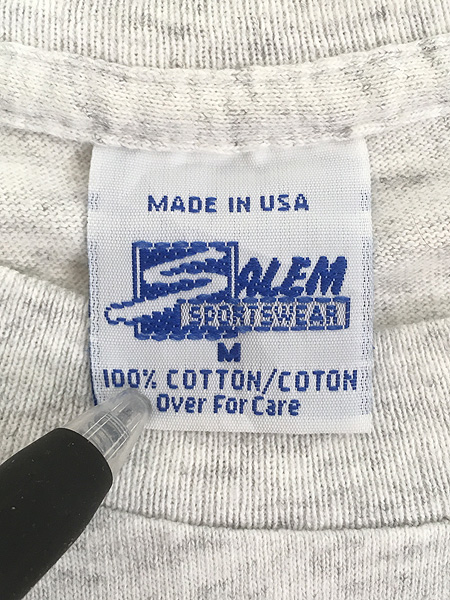 MADE IN USA
SALEM
SPORTSWEAR
M
100% COTTON/COTON
Over For Care